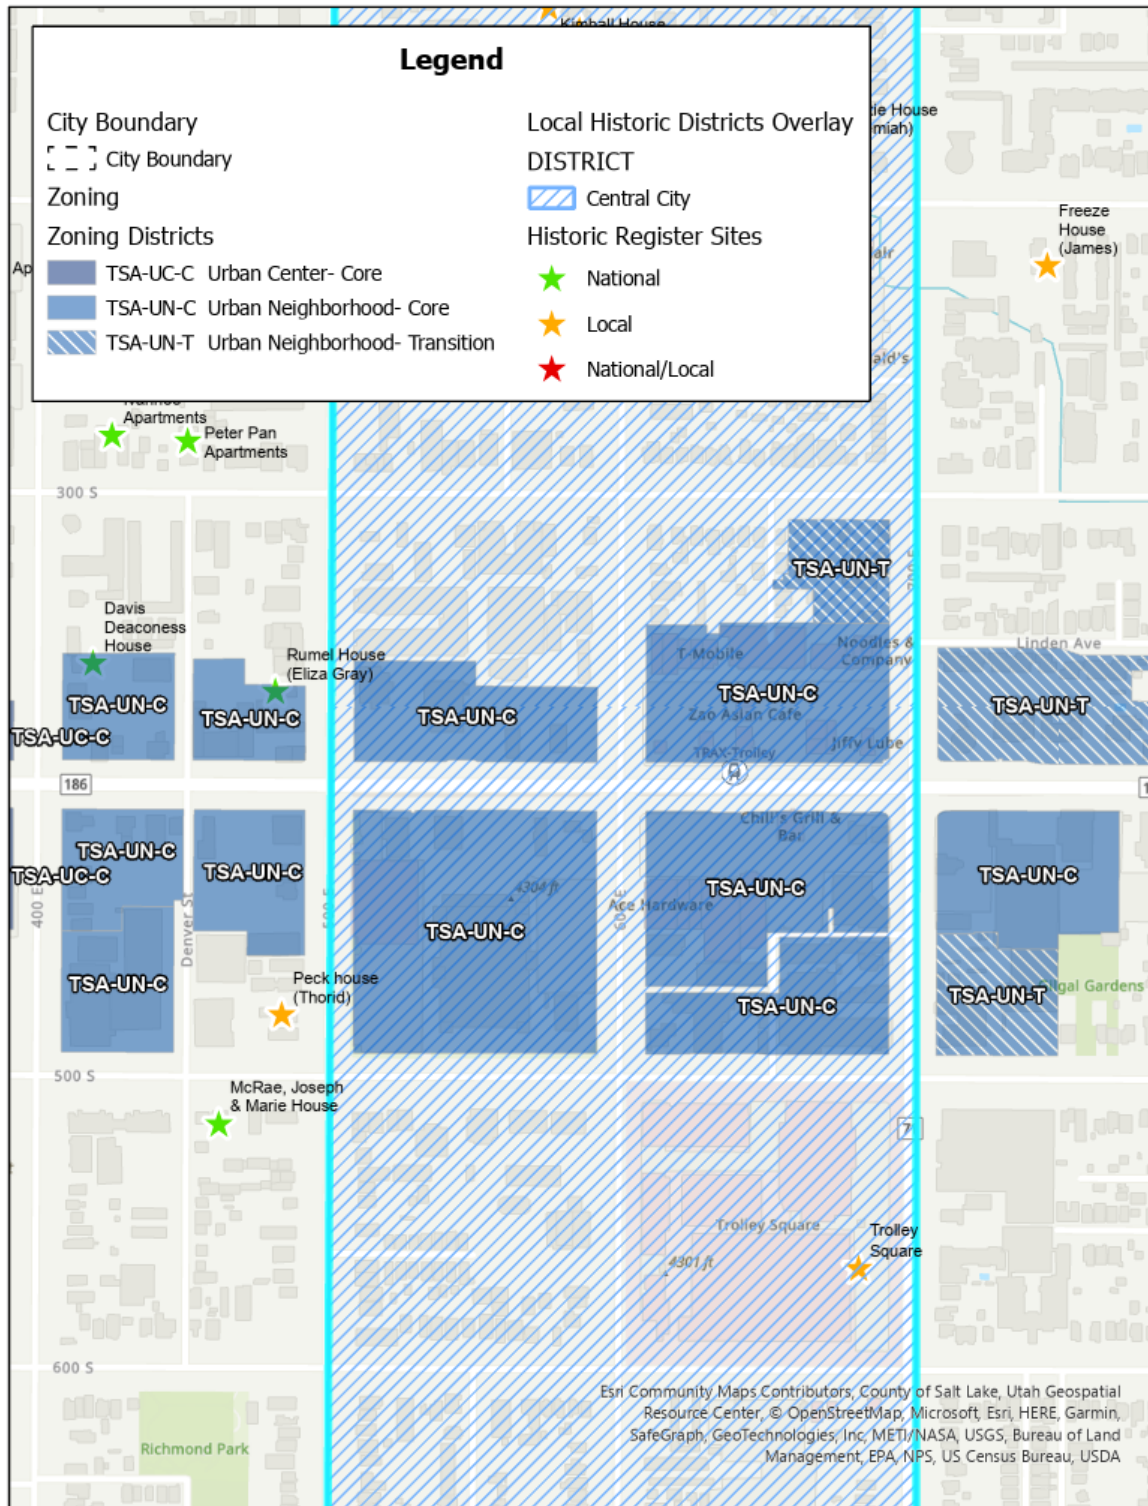 Kimball House
Legend
City Boundary
City Boundary
Zoning
Zoning Districts
TSA-UC-C Urban Center- Core
TSA-UN-C Urban Neighborhood- Core
TSA-UN-T Urban Neighborhood- Transition
Local Historic Districts Overlay
DISTRICT
Central City
Historic Register Sites
National
Local
National/Local
House
Freeze
House
(James)
Apartments
Peter Pan
Apartments
300 S
TSA-UN-T
Davis
Deaconess
House
Rumel House
(Eliza Gray)
T-Mobile
Noodles &
Company
Linden Ave
TSA-UN-C
TSA-UN-C
TSA-UN-C
TSA-UN-C
TSA-UN-T
TSA-UC-C
Zao Asian Cafe
Jiffy Lube
TRAX-Trolley
186
Chili's Grill &
Bar
TSA-UN-C
TSA-UC-C
TSA-UN-C
TSA-UN-C
TSA-UN-C
TSA-UN-C
400 E
Denver St
4304 ft
600 E
Ace Hardware
TSA-UN-C
TSA-UN-C
TSA-UN-T
Gilgal Gardens
Peck house
(Thorid)
500 S
McRae, Joseph
& Marie House
7
Trolley Square
Trolley
Square
4301 ft
600 S
Richmond Park
Esri Community Maps Contributors, County of Salt Lake, Utah Geospatial
Resource Center, © OpenStreetMap, Microsoft, Esri, HERE, Garmin,
SafeGraph, GeoTechnologies, Inc, METI/NASA, USGS, Bureau of Land
Management, EPA, NPS, US Census Bureau, USDA